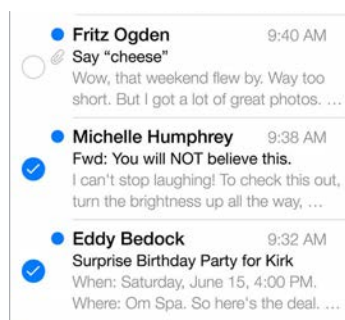 Fritz Ogden 9:40 AM
Say “cheese”
Wow, that weekend flew by. Way too
short. But I got a lot of great photos. …
Michelle Humphrey 9:38 AM
Fwd: You will NOT believe this.
I can't stop laughing! To check this out,
turn the brightness up all the way, …
Eddy Bedock 9:32 AM
Surprise Birthday Party for Kirk
When: Saturday, June 15, 4:00 PM.
Where: Om Spa. So here's the deal. …